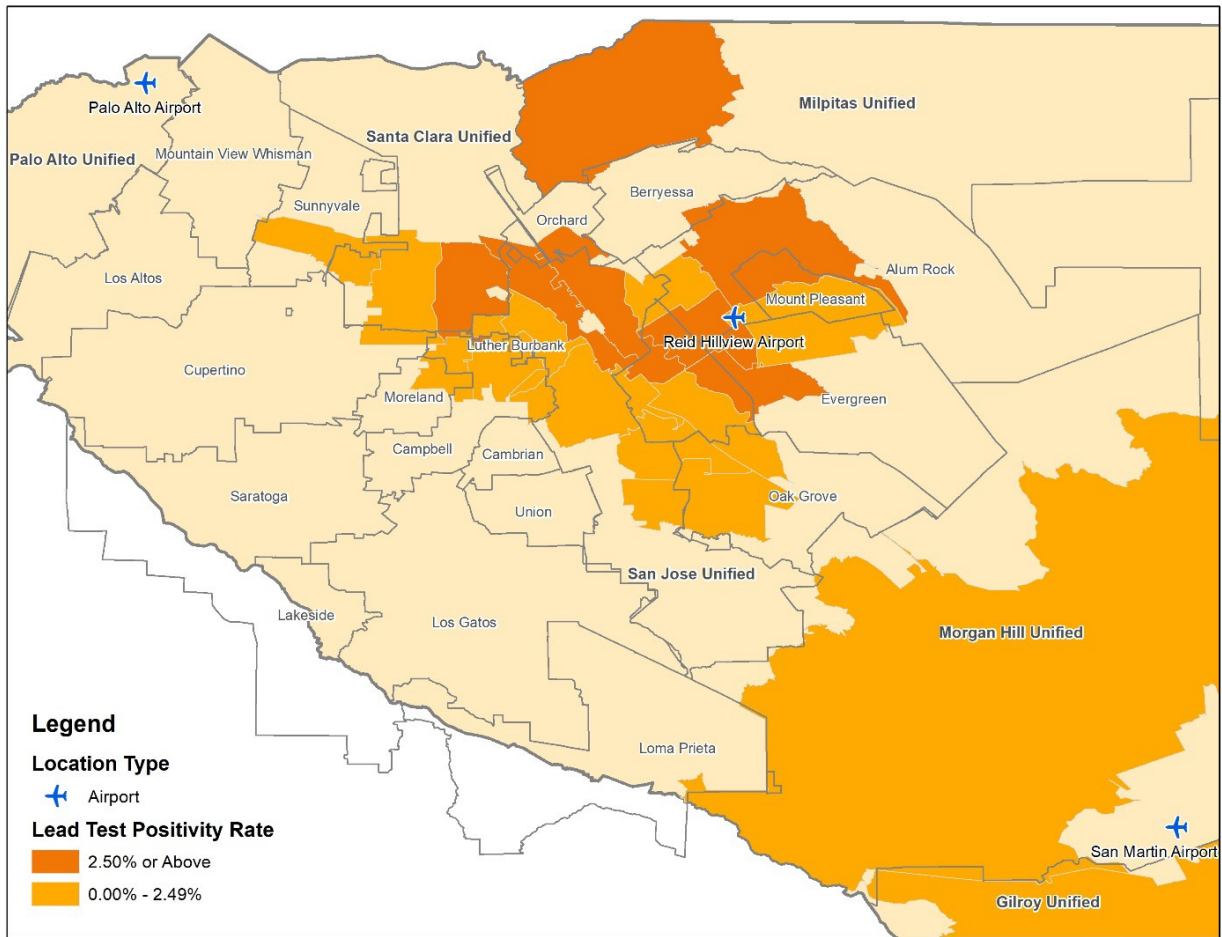 Palo Alto Airport
Milpitas Unified
Santa Clara Unified
Palo Alto Unified
Mountain View Whisman
Berryessa
Sunnyvale
Orchard
Los Altos
Alum Rock
Mount Pleasant
Reid Hillview Airport
Luther Burbank
Cupertino
Moreland
Evergreen
Campbell
Cambrian
Saratoga
Oak Grove
Union
San Jose Unified
Lakeside
Los Gatos
Morgan Hill Unified
Loma Prieta
San Martin Airport
Gilroy Unified
Legend
Location Type
Airport
Lead Test Positivity Rate
2.50% or Above
0.00% - 2.49%